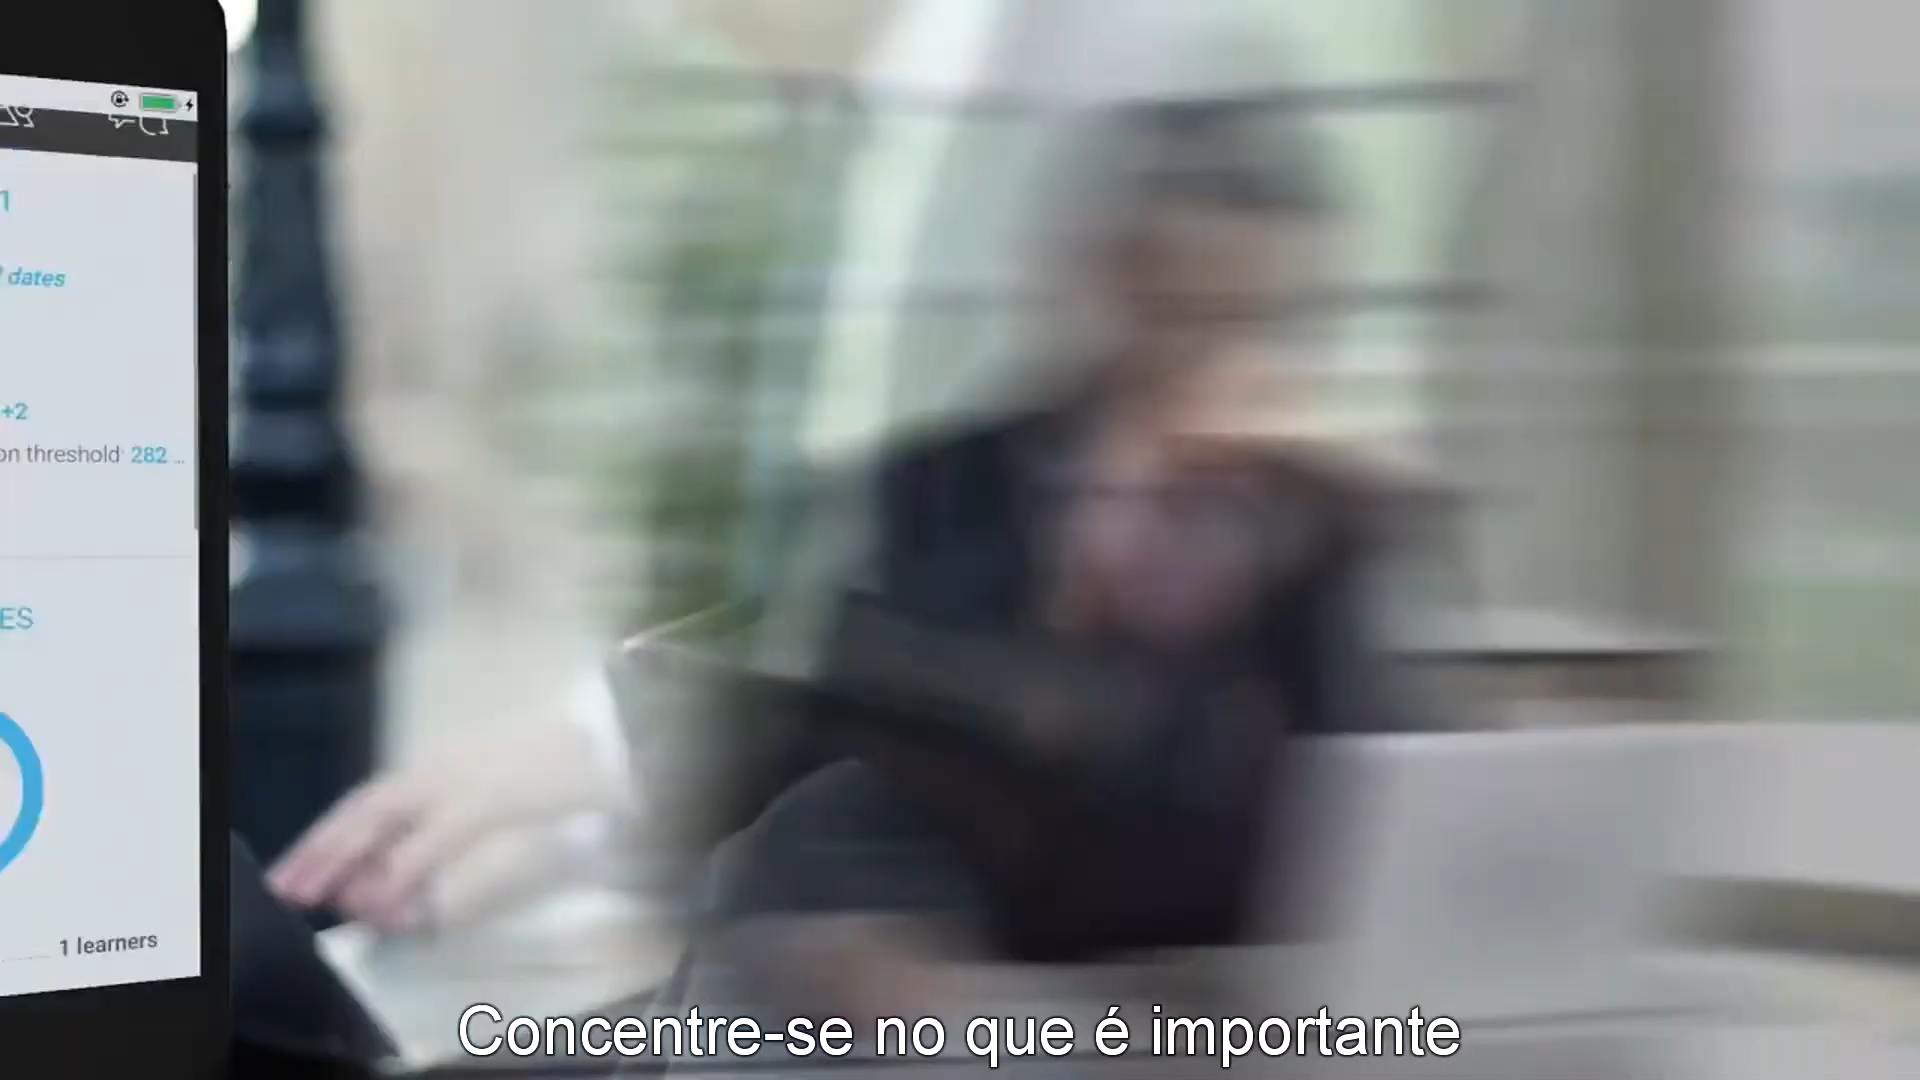 1
dates
+2
on threshold 282 ...
ES
1 learners
Concentre-se no que é importante